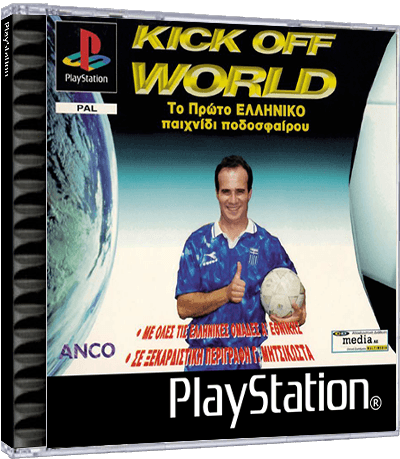 PlayStation
PlayStation
PAL
KICK OFF
WORLD
Το Πρώτο ΕΛΛΗΝΙΚΟ
παιχνίδι ποδοσφαίρου
• ΜΕ ΟΛΕΣ ΤΙΣ ΕΛΛΗΝΙΚΕΣ ΟΜΑΔΕΣ Α' ΕΘΝΙΚΗΣ
• ΣΕ ΞΕΚΑΡΔΙΣΤΙΚΗ ΠΕΡΙΓΡΑΦΗ Γ. ΜΗΤΣΙΚΩΣΤΑ
ANCO
media
PlayStation®